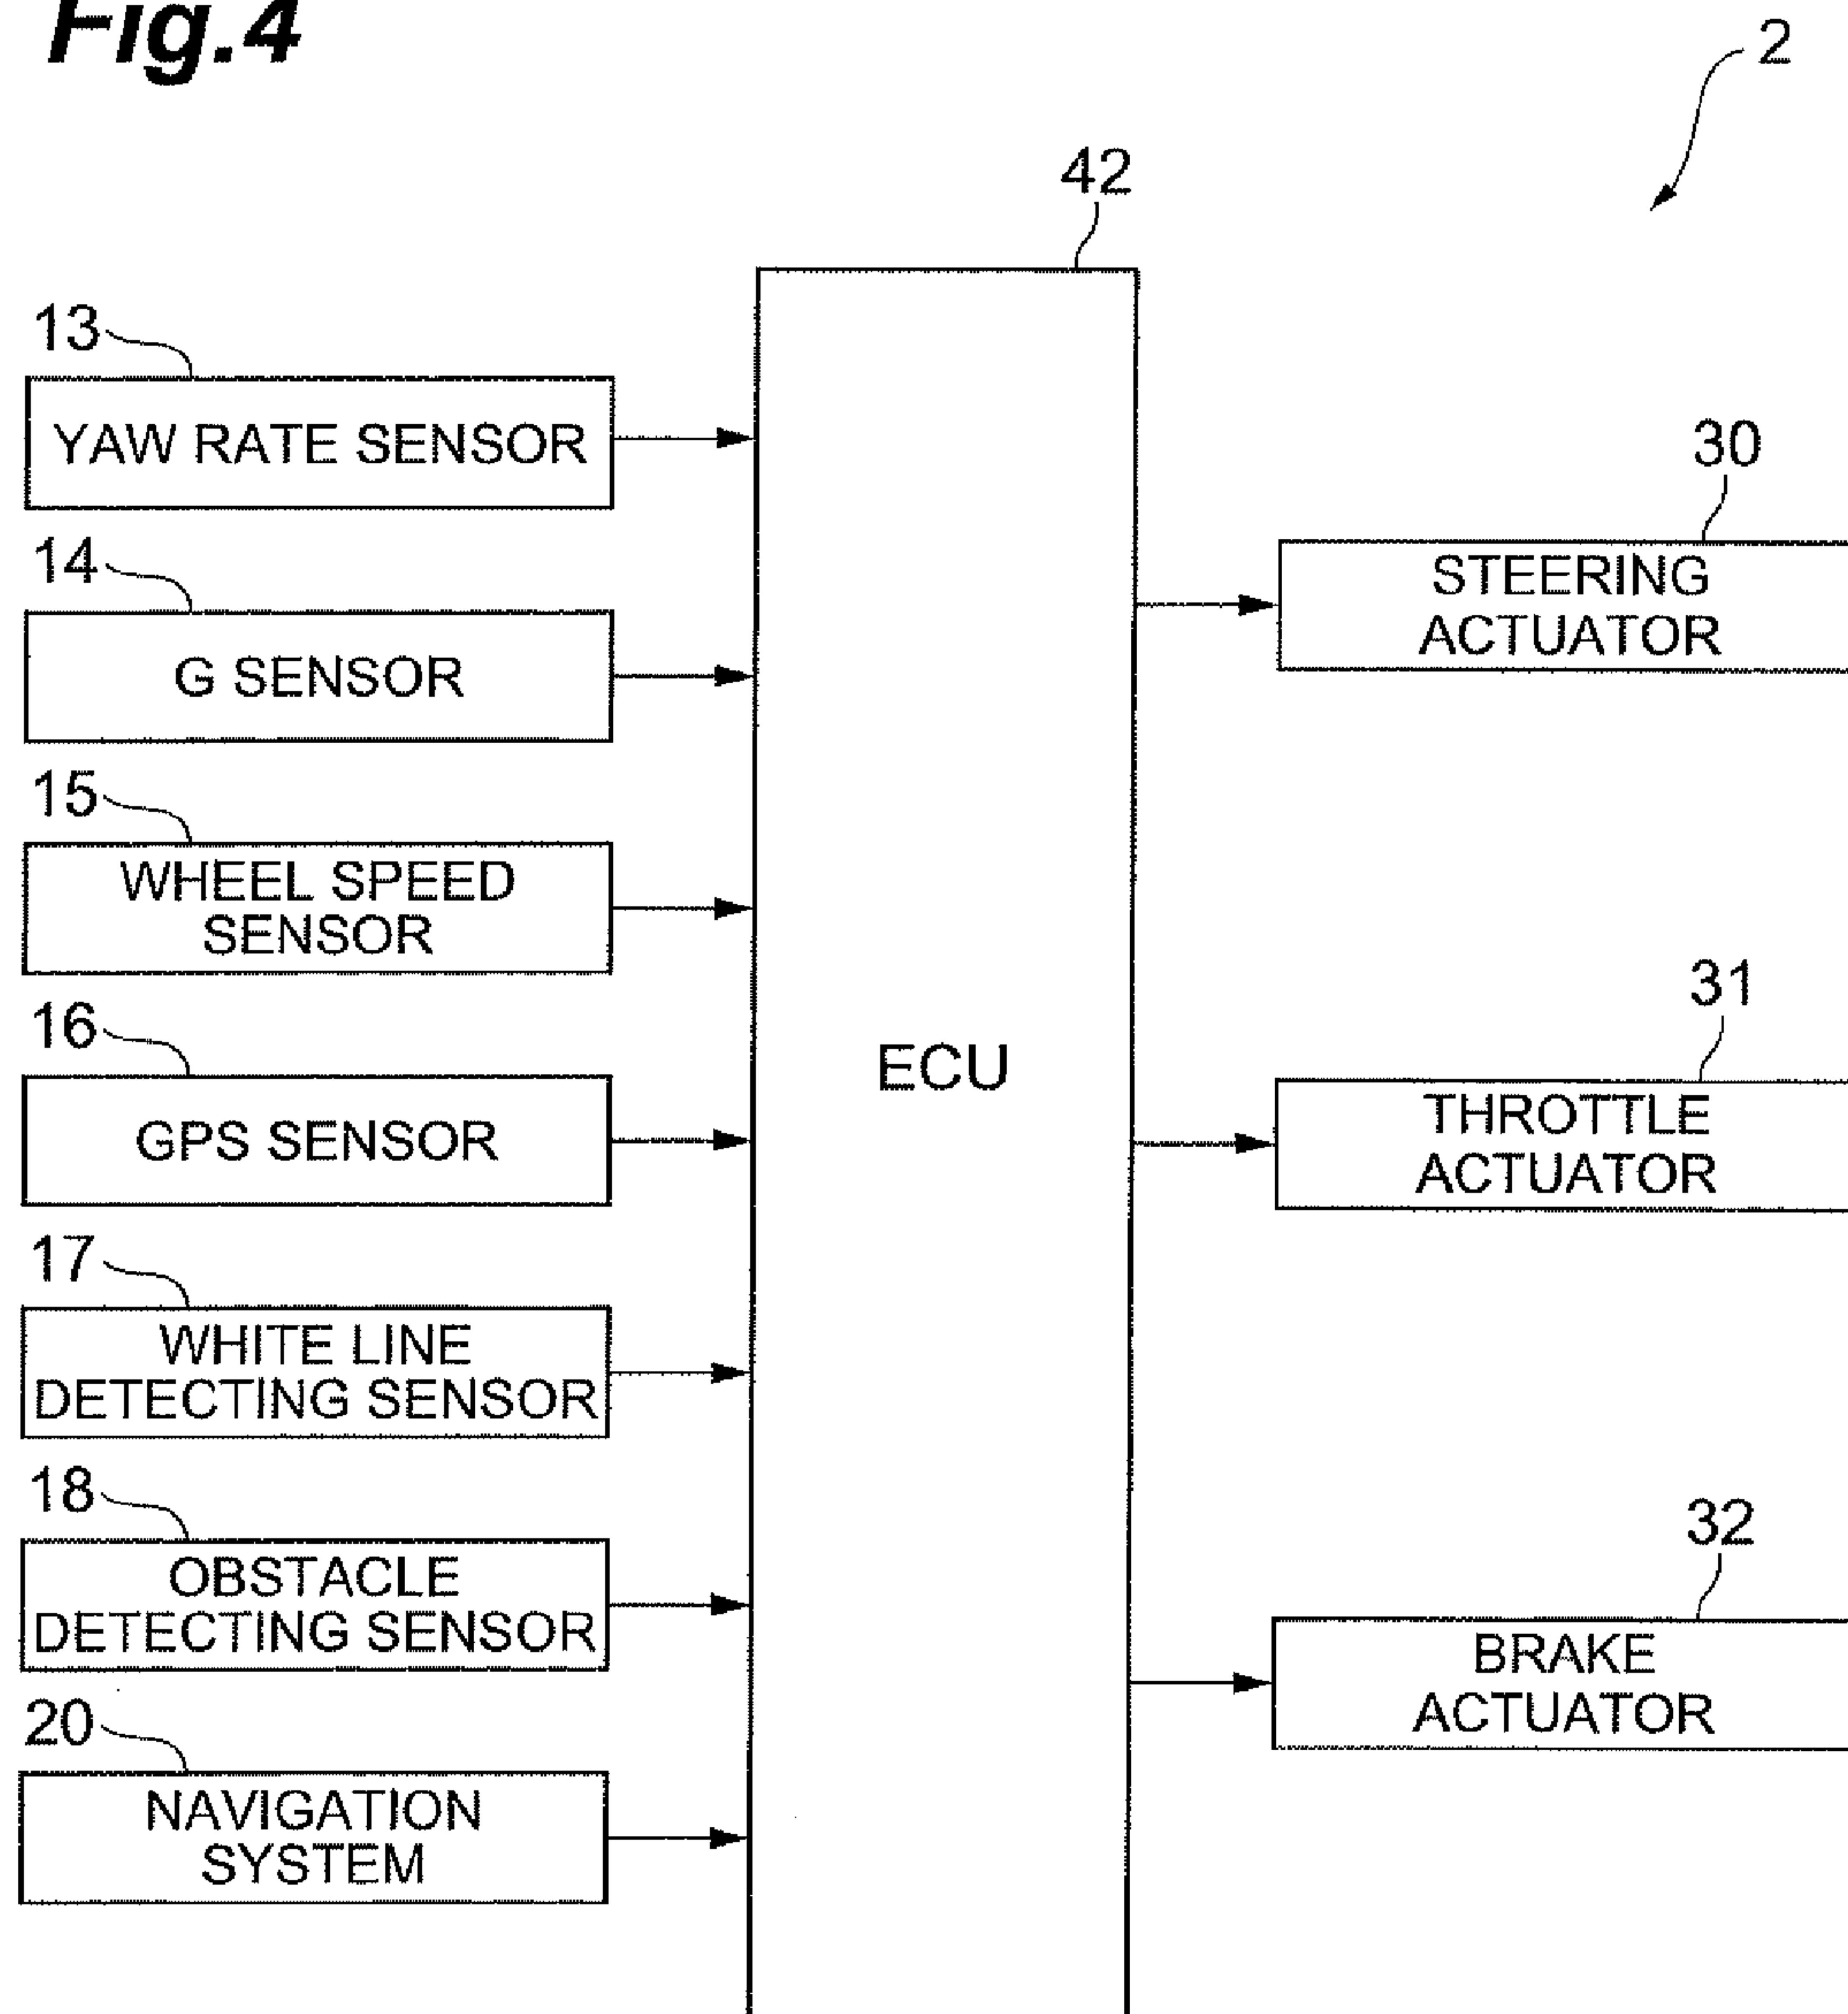 Fig.4
2
42
13
YAW RATE SENSOR
14
G SENSOR
15
WHEEL SPEED
SENSOR
16
GPS SENSOR
17
WHITE LINE
DETECTING SENSOR
18
OBSTACLE
DETECTING SENSOR
20
NAVIGATION
SYSTEM
ECU
30
STEERING
ACTUATOR
31
THROTTLE
ACTUATOR
32
BRAKE
ACTUATOR